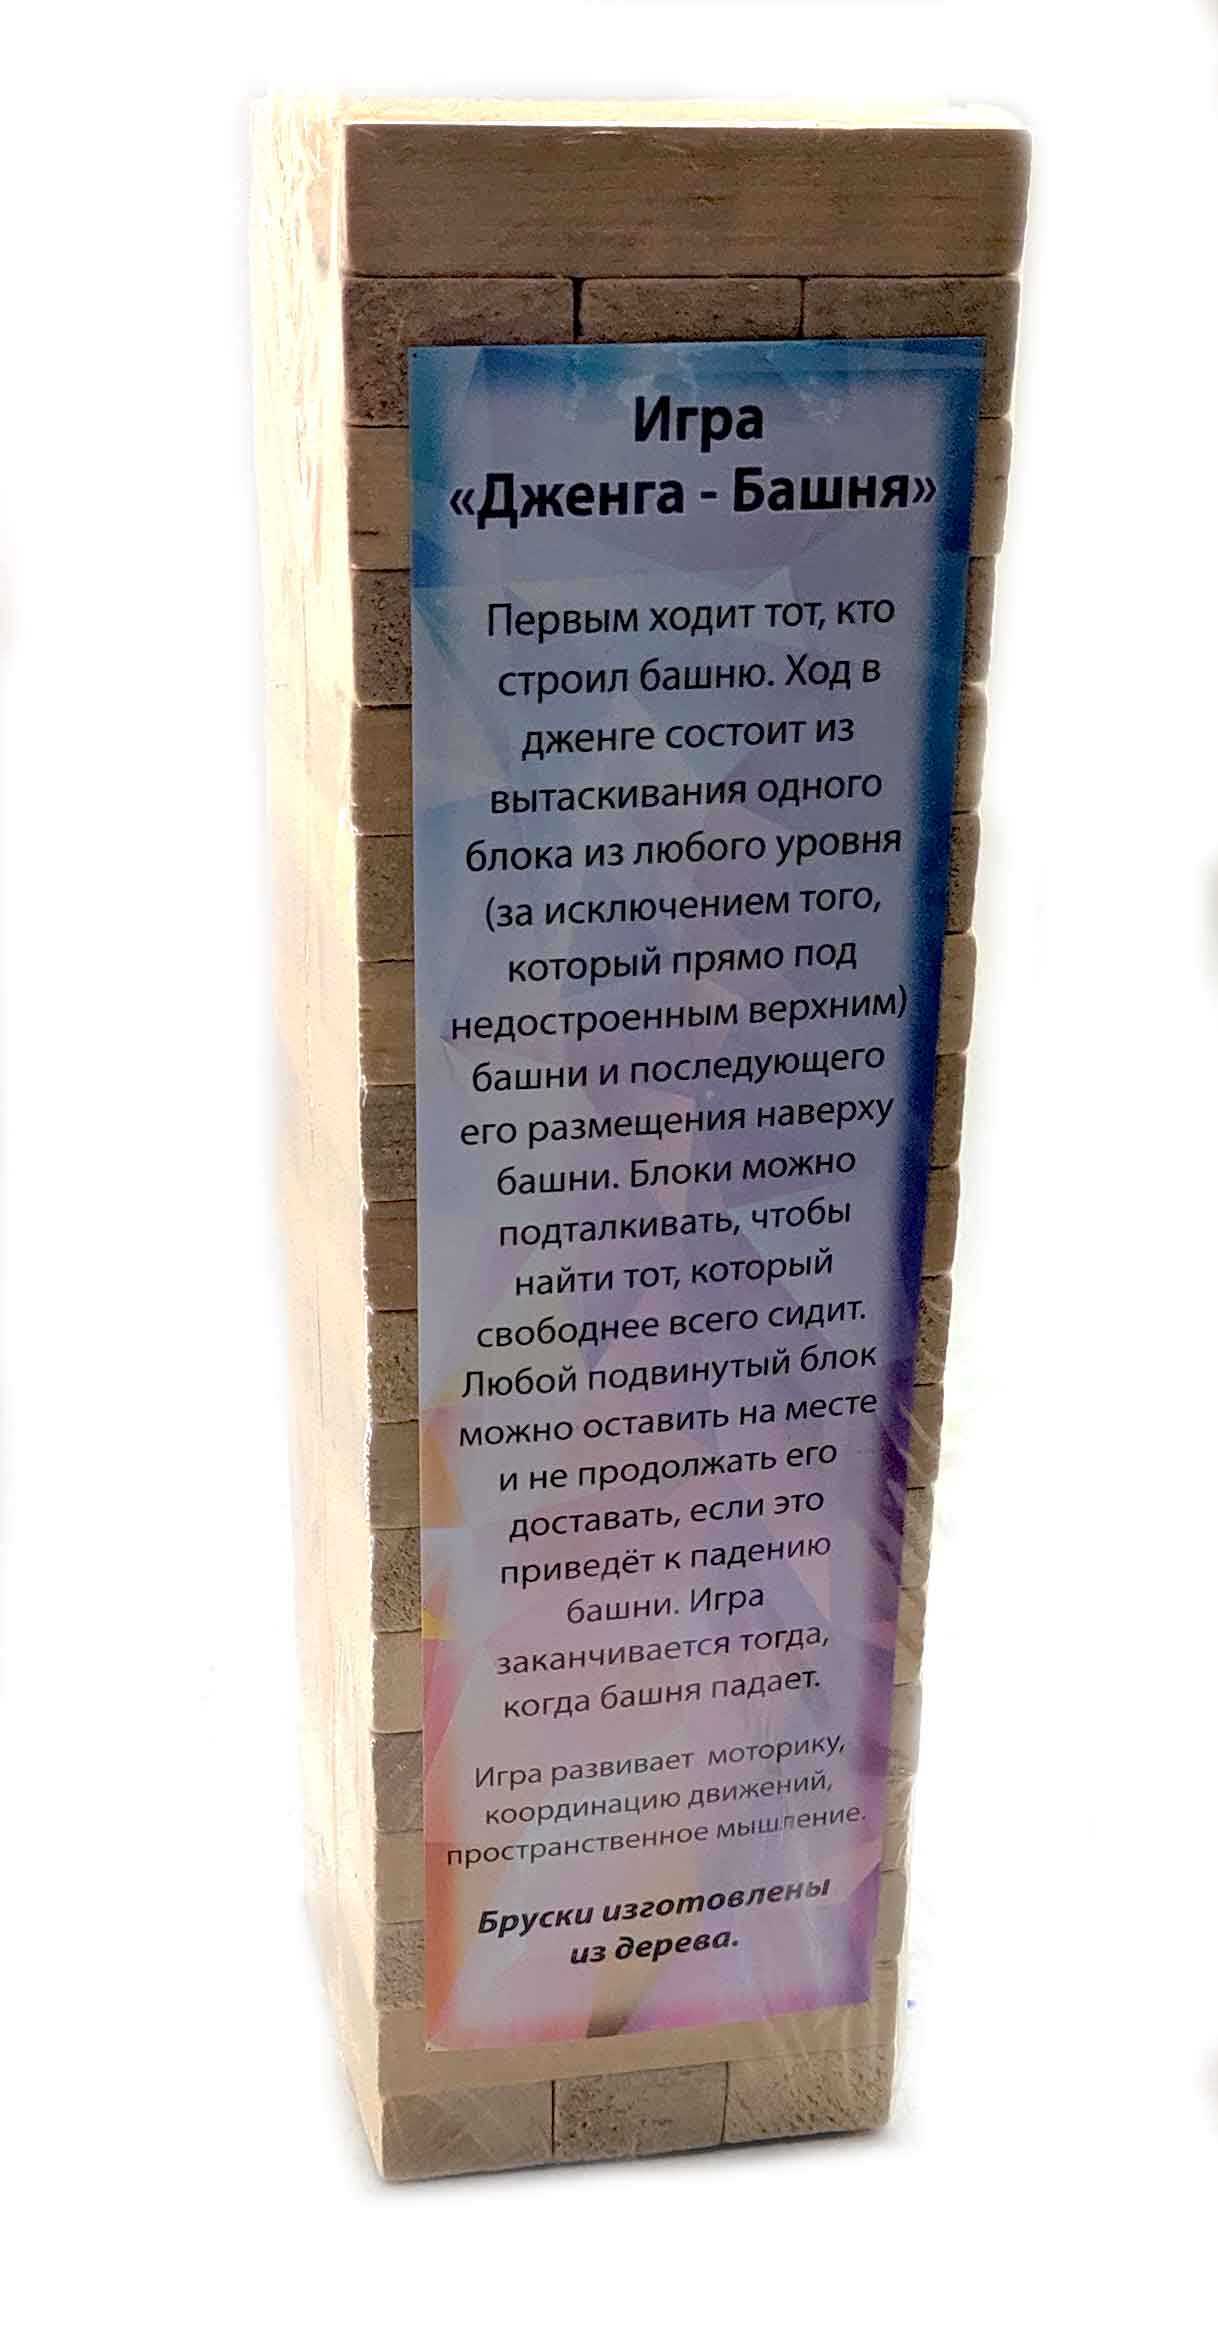 Игра
«Дженга - Башня»
Первым ходит тот, кто
строил башню. Ход в
дженге состоит из
вытаскивания одного
блока из любого уровня
(за исключением того,
который прямо под
недостроенным верхним)
башни и последующего
его размещения наверху
башни. Блоки можно
подталкивать, чтобы
найти тот, который
свободнее всего сидит.
Любой подвинутый блок
можно оставить на месте
и не продолжать его
доставать, если это
приведёт к падению
башни. Игра
заканчивается тогда,
когда башня падает.
Игра развивает моторику,
координацию движений,
пространственное мышление.
Бруски изготовлены
из дерева.